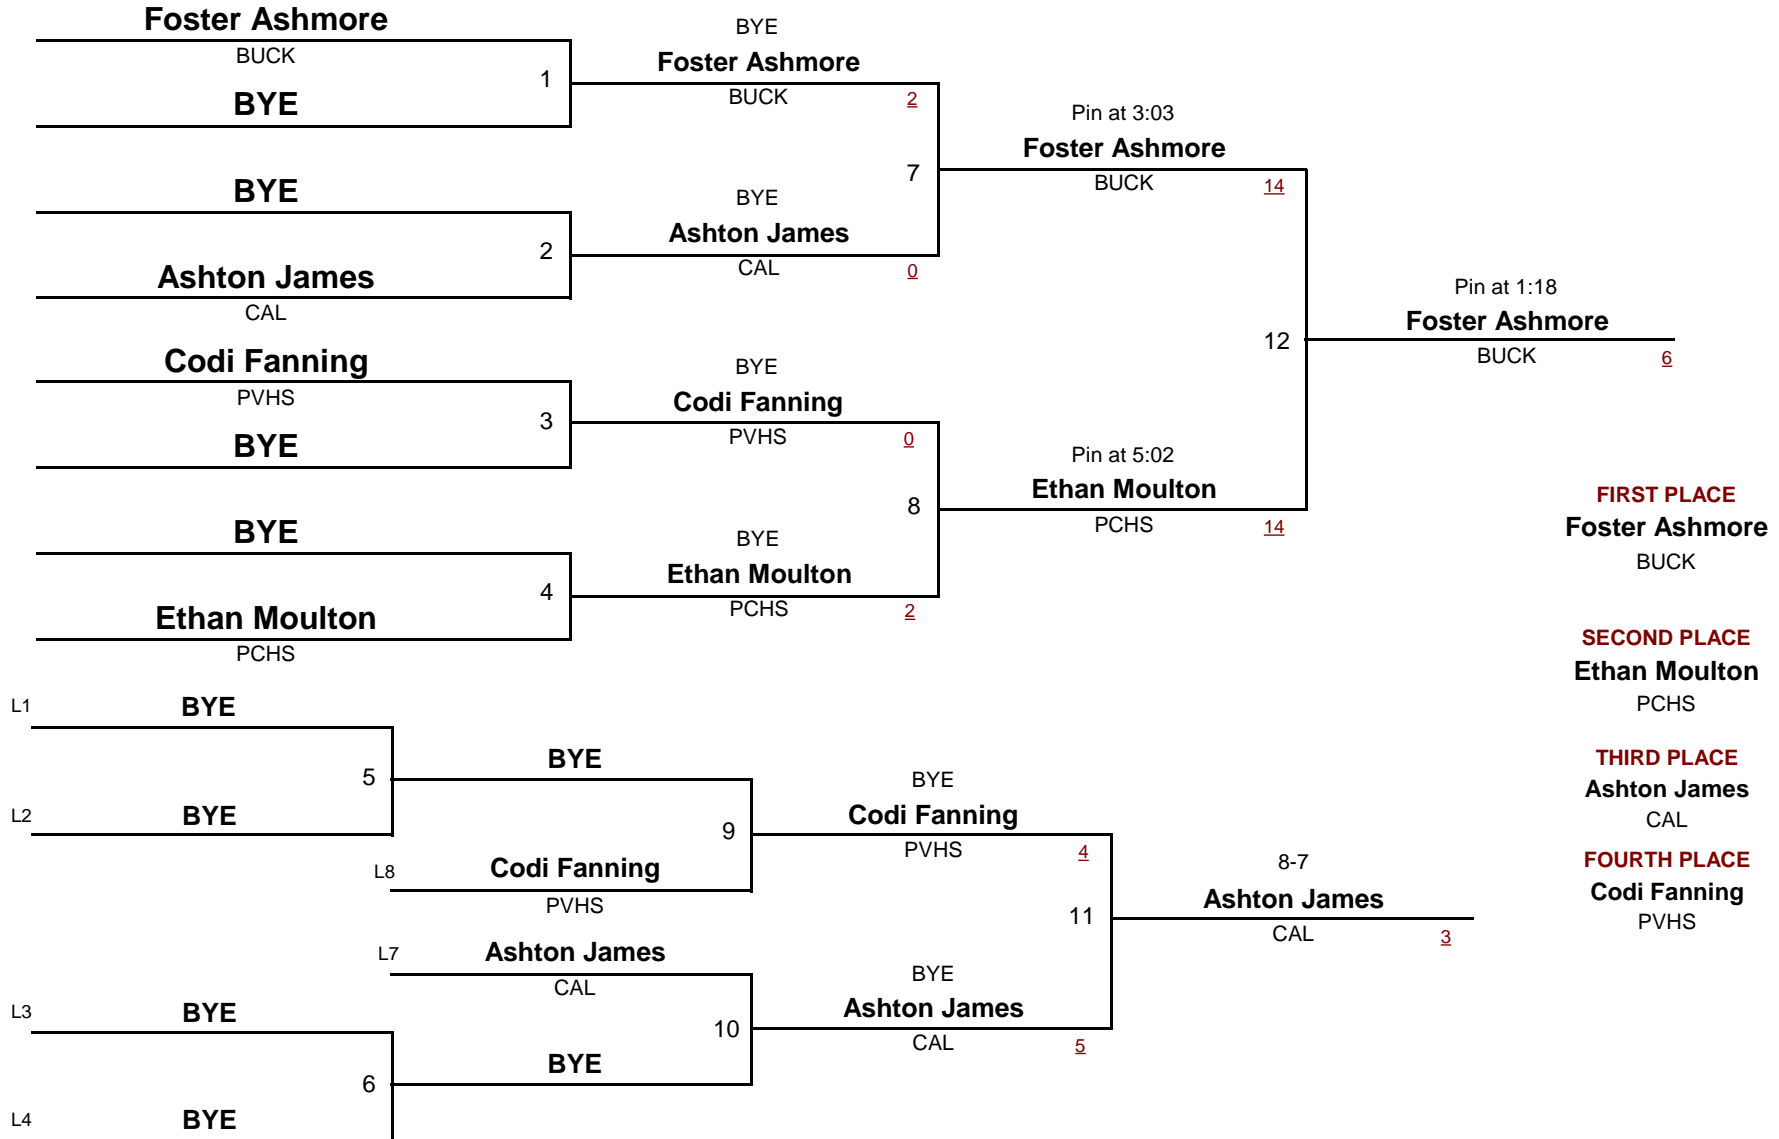 Foster Ashmore
BUCK
1
BYE
BYE
2
Ashton James
CAL
Codi Fanning
PVHS
3
BYE
BYE
4
Ethan Moulton
PCHS
BYE
Foster Ashmore
BUCK
2
7
BYE
Ashton James
CAL
0
BYE
Codi Fanning
PVHS
0
8
BYE
Ethan Moulton
PCHS
2
Pin at 3:03
Foster Ashmore
BUCK
14
12
Pin at 5:02
Ethan Moulton
PCHS
14
Pin at 1:18
Foster Ashmore
BUCK
6
FIRST PLACE
Foster Ashmore
BUCK
SECOND PLACE
Ethan Moulton
PCHS
THIRD PLACE
Ashton James
CAL
FOURTH PLACE
Codi Fanning
PVHS
L1
BYE
5
L2
BYE
BYE
9
L8
Codi Fanning
PVHS
L7
Ashton James
CAL
10
L3
BYE
BYE
6
L4
BYE
BYE
Codi Fanning
PVHS
4
11
BYE
Ashton James
CAL
5
8-7
Ashton James
CAL
3